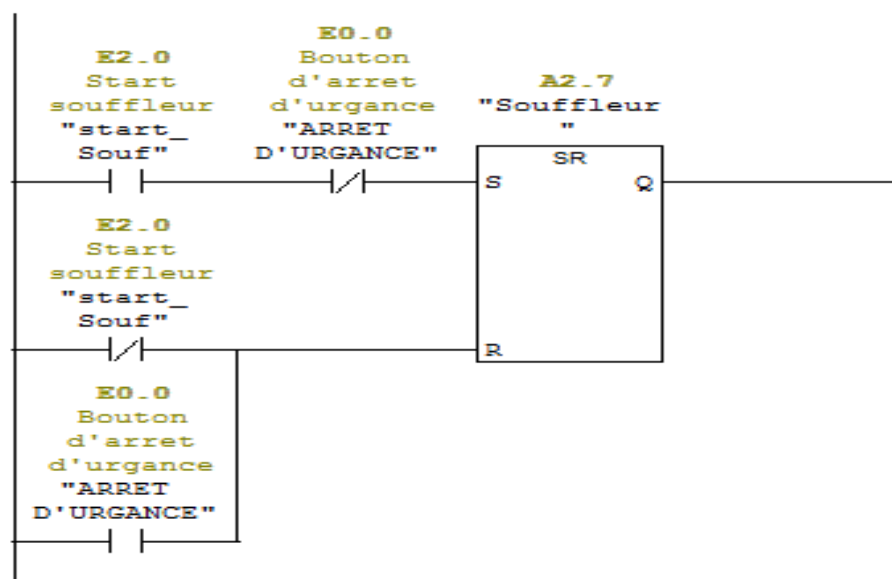 E2.0
Start
souffleur
"start_
Souf"
E0.0
Bouton
d'arret
d'urgance
"ARRET
D'URGANCE"
A2.7
"Souffleur
"
SR
S
Q
E2.0
Start
souffleur
"start_
Souf"
R
E0.0
Bouton
d'arret
d'urgance
"ARRET
D'URGANCE"